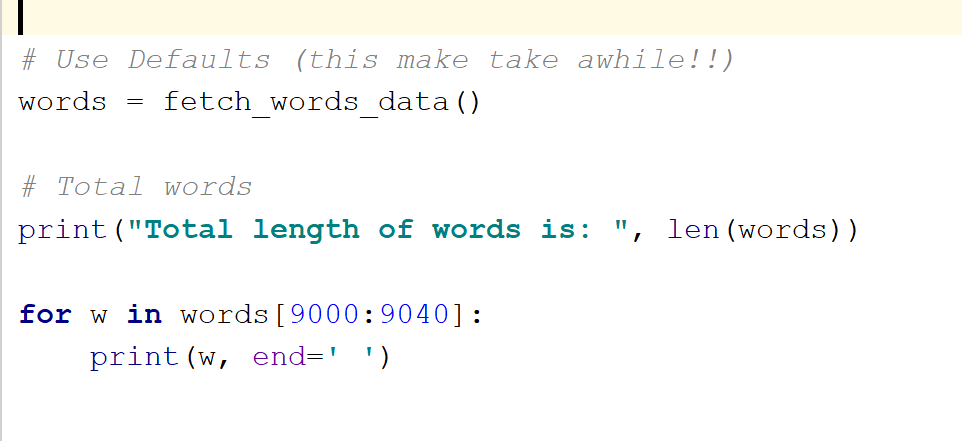 # Use Defaults (this make take awhile!!)
words = fetch_words_data()
# Total words
print("Total length of words is: ", len(words))
for w in words[9000:9040]:
    print(w, end=' ')